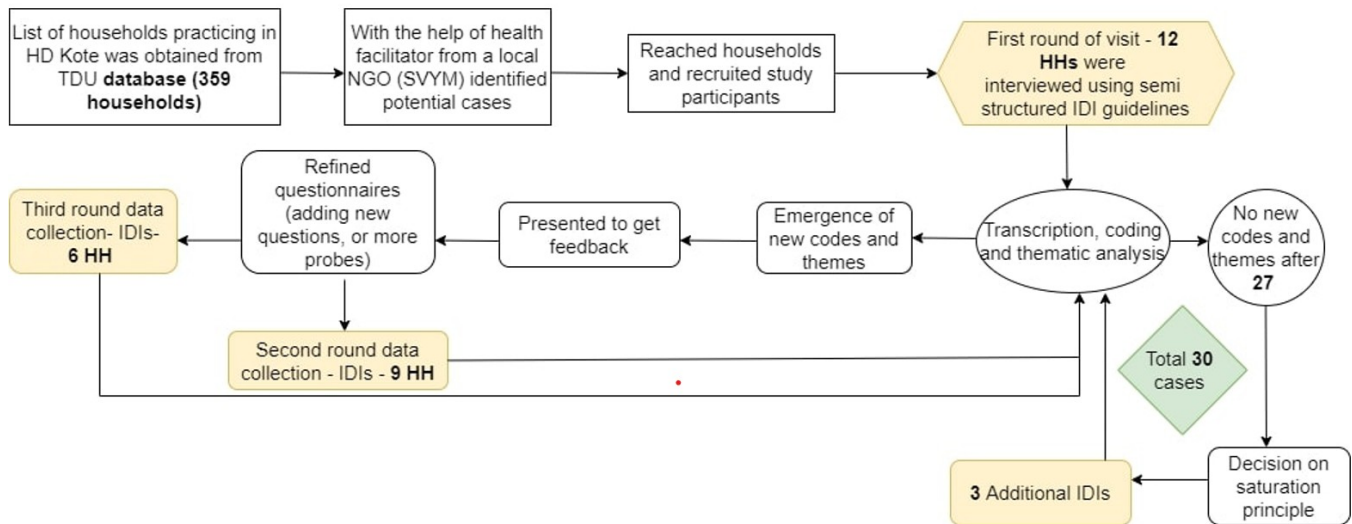 List of households practicing in
HD Kote was obtained from
TDU database (359
households)
With the help of health
facilitator from a local
NGO (SVYM) identified
potential cases
Reached households
and recruited study
participants
First round of visit - 12
HHs were
interviewed using semi
structured IDI guidelines
Third round data
collection- IDIs-
6 HH
Refined
questionnaires
(adding new
questions, or more
probes)
Presented to get
feedback
Emergence of
new codes and
themes
Transcription, coding
and thematic analysis
No new
codes and
themes after
27
Second round data
collection - IDIs - 9 HH
Total 30
cases
3 Additional IDIs
Decision on
saturation
principle